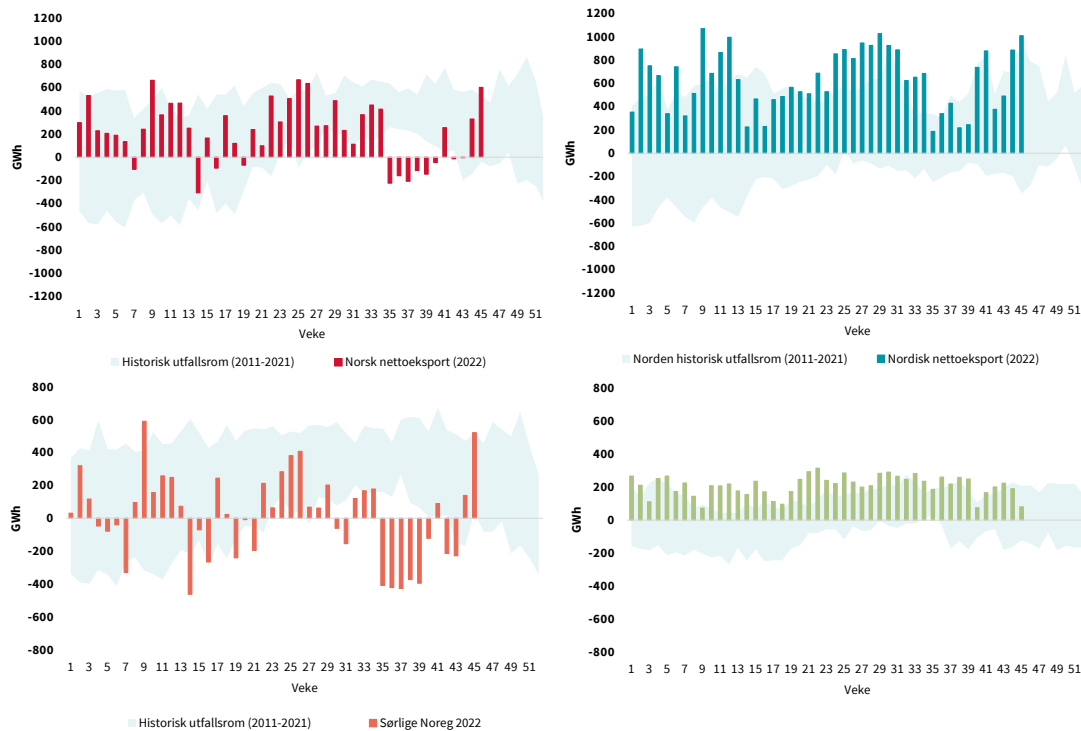 1200
1000
800
600
400
200
0
-200
-400
-600
-800
-1000
-1200
GWh
1 3 5 7 9 11 13 15 17 19 21 23 25 27 29 31 33 35 37 39 41 43 45 47 49 51
Veke
Historisk utfallsrom (2011-2021) Norsk nettoeksport (2022)
1200
1000
800
600
400
200
0
-200
-400
-600
-800
-1000
-1200
GWh
1 3 5 7 9 11 13 15 17 19 21 23 25 27 29 31 33 35 37 39 41 43 45 47 49 51
Veke
Norden historisk utfallsrom (2011-2021) Nordisk nettoeksport (2022)
800
600
400
200
0
-200
-400
-600
-800
GWh
1 3 5 7 9 11 13 15 17 19 21 23 25 27 29 31 33 35 37 39 41 43 45 47 49 51
Veke
Historisk utfallsrom (2011-2021) Sørlige Noreg 2022
800
600
400
200
0
-200
-400
-600
-800
GWh
1 3 5 7 9 11 13 15 17 19 21 23 25 27 29 31 33 35 37 39 41 43 45 47 49 51
Veke